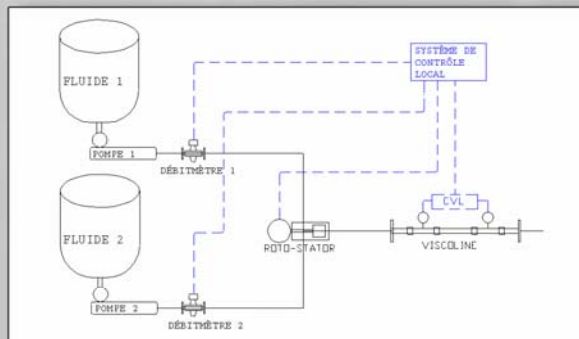 SYSTÈME DE
CONTRÔLE
LOCAL
FLUIDE 1
POMPE 1
DÉBITMÈTRE 1
CVL
FLUIDE 2
ROTO-STATOR
VISCOLINE
POMPE 2
DÉBITMÈTRE 2